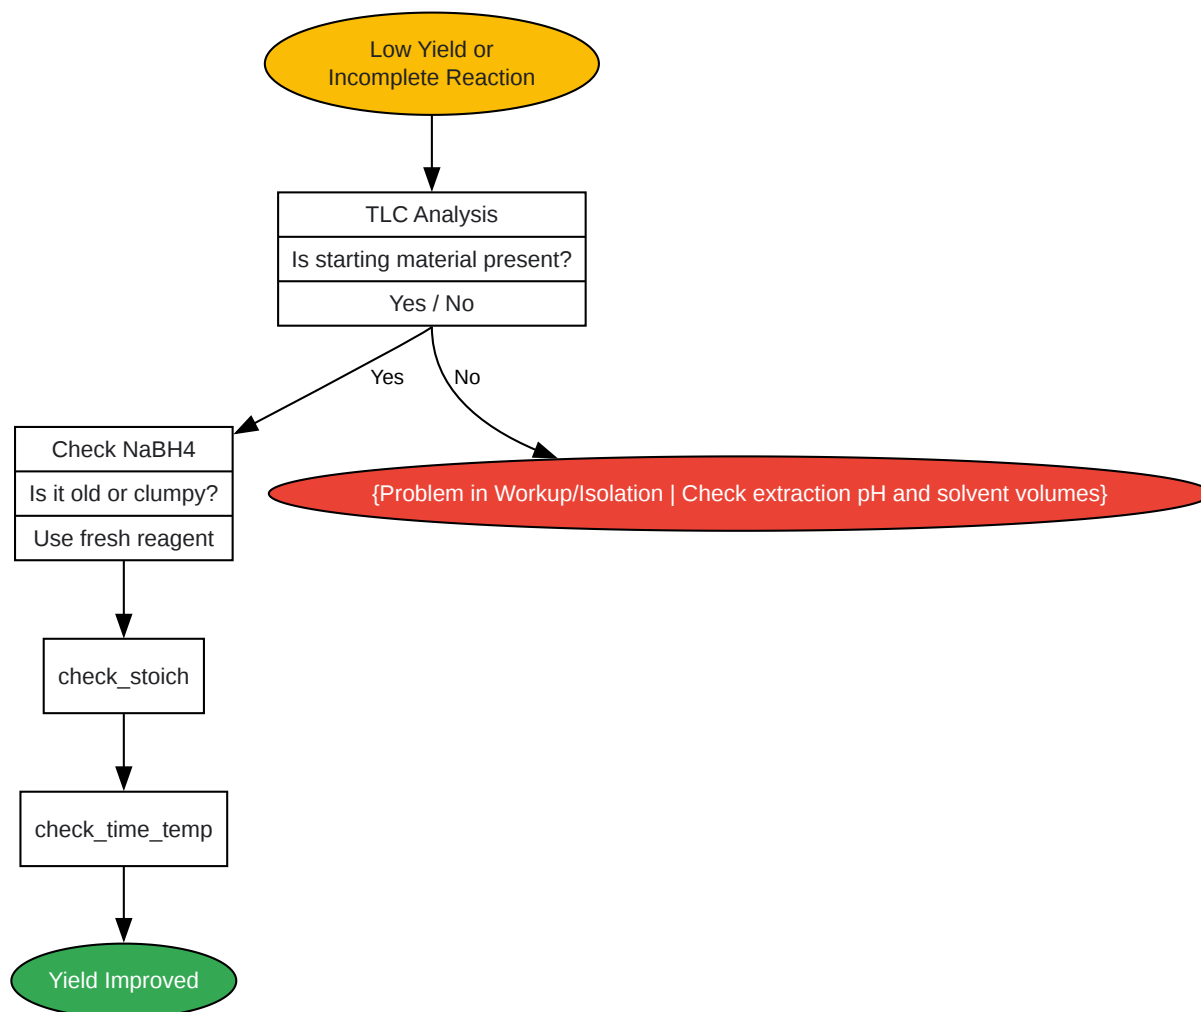 Low Yield or
Incomplete Reaction
TLC Analysis
Is starting material present?
Yes / No
Yes
No
Check NaBH4
Is it old or clumpy?
Use fresh reagent
{Problem in Workup/Isolation | Check extraction pH and solvent volumes}
check_stoich
check_time_temp
Yield Improved